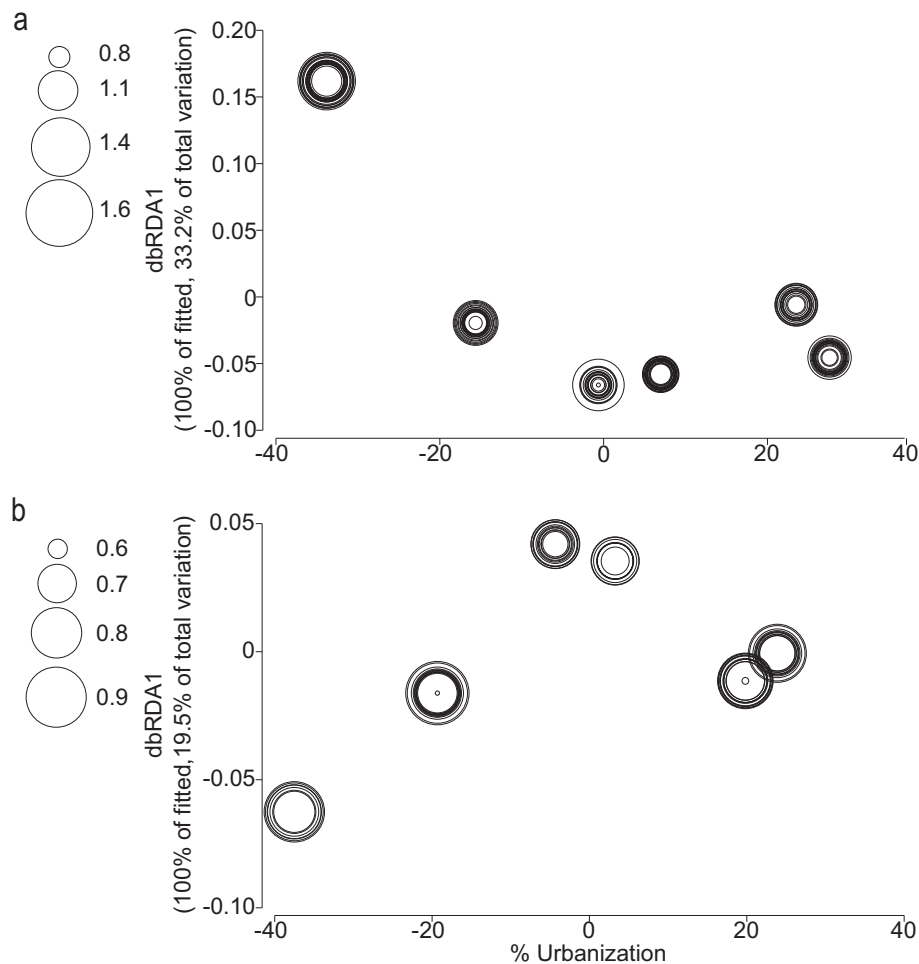 a
0.8
1.1
1.4
1.6
dbRDA1
(100% of fitted, 33.2% of total variation)
0.20
0.15
0.10
0.05
0
-0.05
-0.10
-40 -20 0 20 40
b
0.6
0.7
0.8
0.9
dbRDA1
(100% of fitted,19.5% of total variation)
0.05
0
-0.05
-0.10
-40 -20 0 20 40
% Urbanization